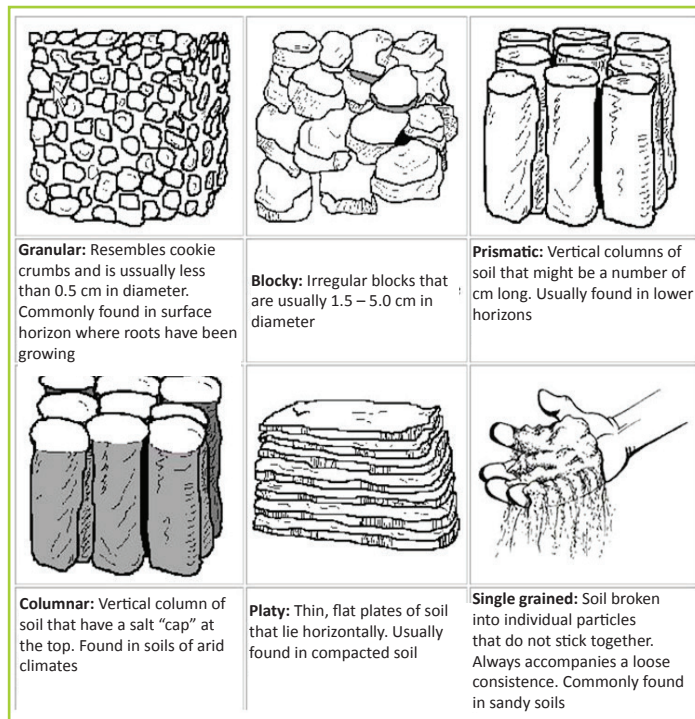 Granular: Resembles cookie
crumbs and is ussually less
than 0.5 cm in diameter.
Commonly found in surface
horizon where roots have been
growing
Blocky: Irregular blocks that
are usually 1.5 – 5.0 cm in
diameter
Prismatic: Vertical columns of
soil that might be a number of
cm long. Usually found in lower
horizons
Columnar: Vertical column of
soil that have a salt “cap” at
the top. Found in soils of arid
climates
Platy: Thin, flat plates of soil
that lie horizontally. Usually
found in compacted soil
Single grained: Soil broken
into individual particles
that do not stick together.
Always accompanies a loose
consistence. Commonly found
in sandy soils